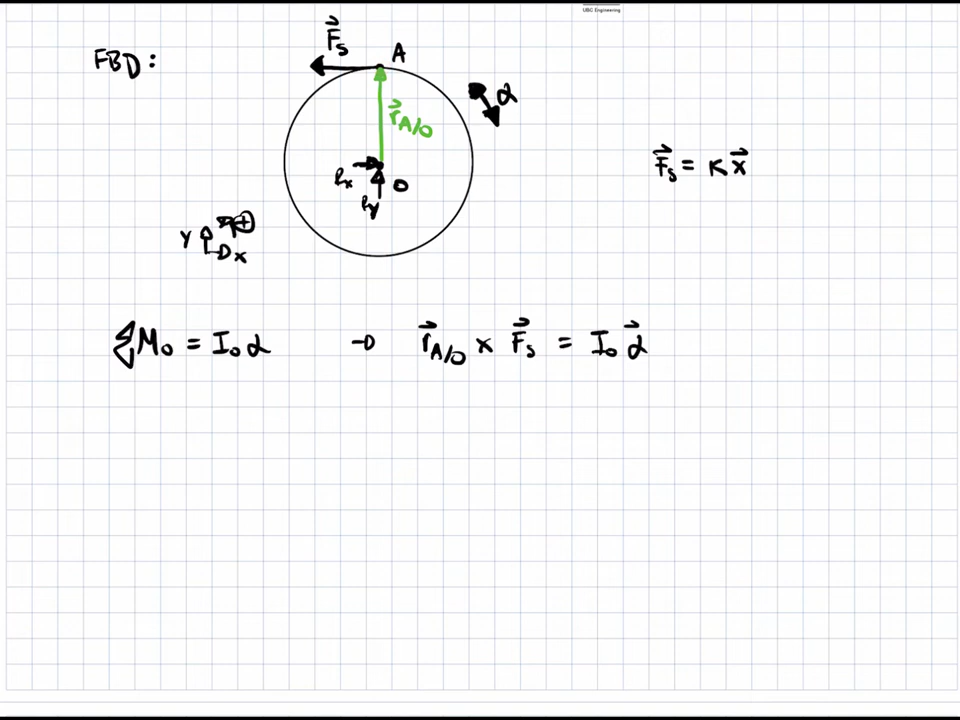 UBC Engineering
FBD:
F⃗s
A
α
r⃗A/O
Rx
O
Ry
F⃗s = K x⃗
Y
+
x
ΣMo = Io α → r⃗A/O × F⃗s = Io α⃗